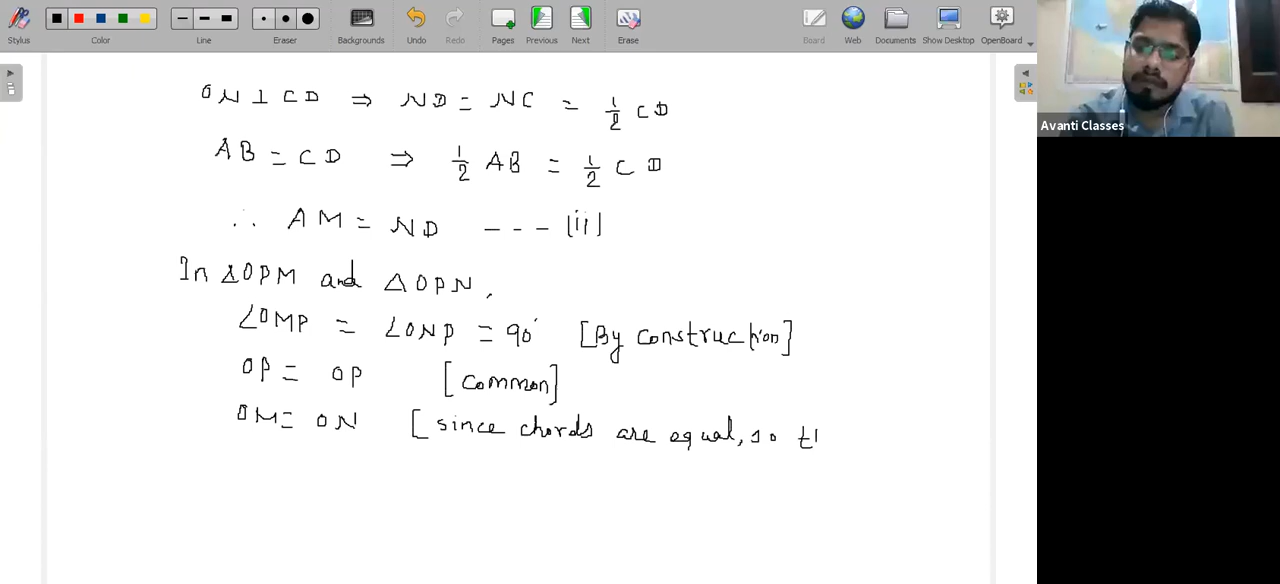 Stylus
Color
Line
Eraser
Backgrounds
Undo
Redo
Pages
Previous
Next
Erase
Board
Web
Documents
Show Desktop
OpenBoard
Avanti Classes
ON ⊥ CD ⇒ ND = NC = 1/2 CD
AB = CD ⇒ 1/2 AB = 1/2 CD
∴ AM = ND - - - (ii)
In △OPM and △OPN,
∠OMP = ∠ONP = 90° [By construction]
OP = OP [common]
OM = ON [since chords are equal, so